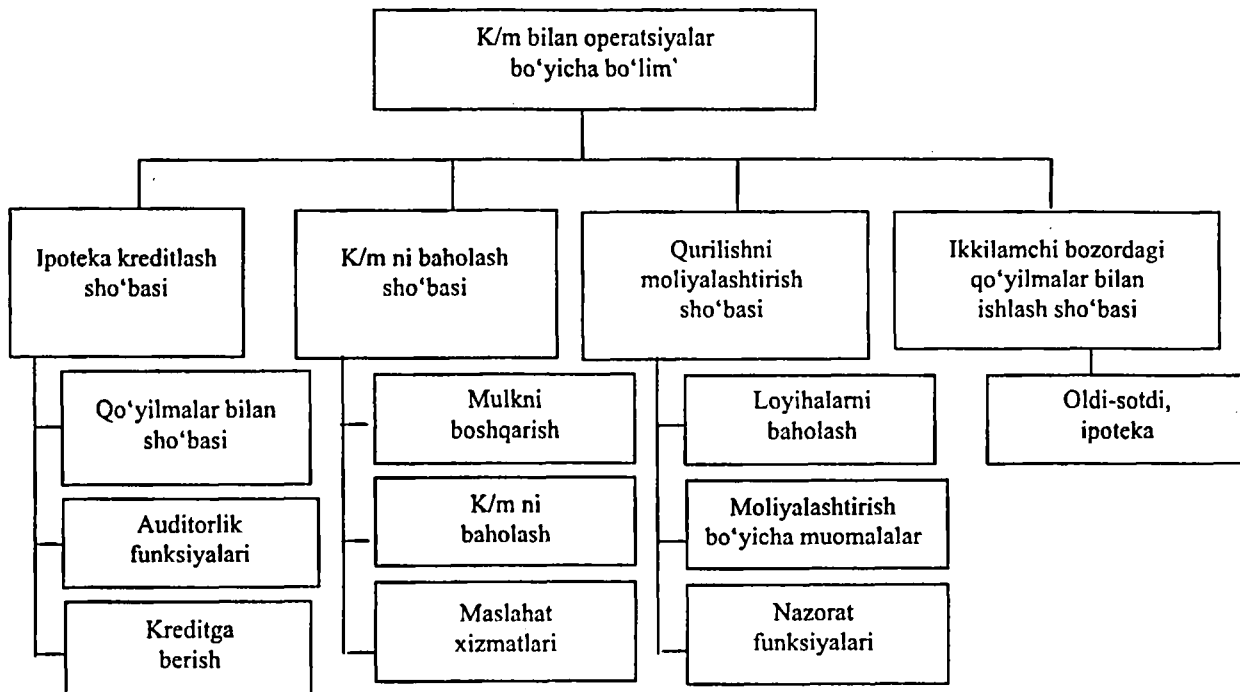 K/m bilan operatsiyalar
bo‘yicha bo‘lim`
Ipoteka kreditlash
sho‘basi
K/m ni baholash
sho‘basi
Qurilishni
moliyalashtirish
sho‘basi
Ikkilamchi bozordagi
qo‘yilmalar bilan
ishlash sho‘basi
Qo‘yilmalar bilan
sho‘basi
Auditorlik
funksiyalari
Kreditga
berish
Mulkni
boshqarish
K/m ni
baholash
Maslahat
xizmatlari
Loyihalarni
baholash
Moliyalashtirish
bo‘yicha muomalalar
Nazorat
funksiyalari
Oldi-sotdi,
ipoteka